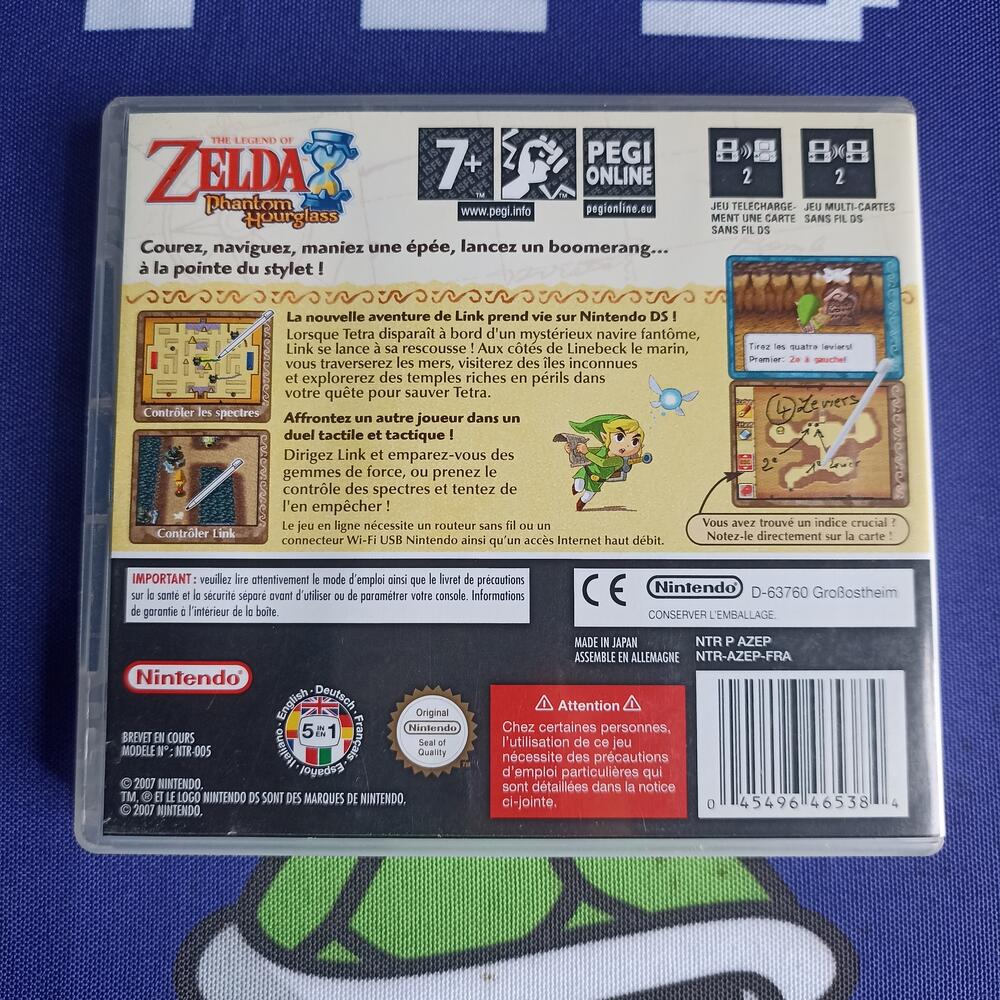 THE LEGEND OF
ZELDA
Phantom
Hourglass
7+
TM
www.pegi.info
PEGI
ONLINE
pegionline.eu
2
JEU TELECHARGE-
MENT UNE CARTE
SANS FIL DS
2
JEU MULTI-CARTES
SANS FIL DS
Courez, naviguez, maniez une épée, lancez un boomerang...
à la pointe du stylet !
La nouvelle aventure de Link prend vie sur Nintendo DS !
Lorsque Tetra disparaît à bord d'un mystérieux navire fantôme,
Link se lance à sa rescousse ! Aux côtés de Linebeck le marin,
vous traverserez les mers, visiterez des îles inconnues
et explorerez des temples riches en périls dans
votre quête pour sauver Tetra.
Contrôler les spectres
Affrontez un autre joueur dans un
duel tactile et tactique !
Dirigez Link et emparez-vous des
gemmes de force, ou prenez le
contrôle des spectres et tentez de
l'en empêcher !
Contrôler Link
Le jeu en ligne nécessite un routeur sans fil ou un
connecteur Wi-Fi USB Nintendo ainsi qu'un accès Internet haut débit.
Tirez les quatre leviers!
Premier: 2e à gauche!
4 Leviers
2e
1er Levier
Vous avez trouvé un indice crucial ?
Notez-le directement sur la carte !
IMPORTANT : veuillez lire attentivement le mode d'emploi ainsi que le livret de précautions
sur la santé et la sécurité séparé avant d'utiliser ou de paramétrer votre console. Informations
de garantie à l'intérieur de la boîte.
CE Nintendo D-63760 Großostheim
CONSERVER L'EMBALLAGE.
MADE IN JAPAN
ASSEMBLE EN ALLEMAGNE
NTR P AZEP
NTR-AZEP-FRA
Nintendo
BREVET EN COURS
MODELE N° : NTR-005
English · Deutsch · Français · Español · Italiano ·
5 IN EN 1
Original
Nintendo
Seal of
Quality
TM
Attention
Chez certaines personnes,
l'utilisation de ce jeu
nécessite des précautions
d'emploi particulières qui
sont détaillées dans la notice
ci-jointe.
0 45496 46538 4
© 2007 NINTENDO.
TM, ® ET LE LOGO NINTENDO DS SONT DES MARQUES DE NINTENDO.
© 2007 NINTENDO.